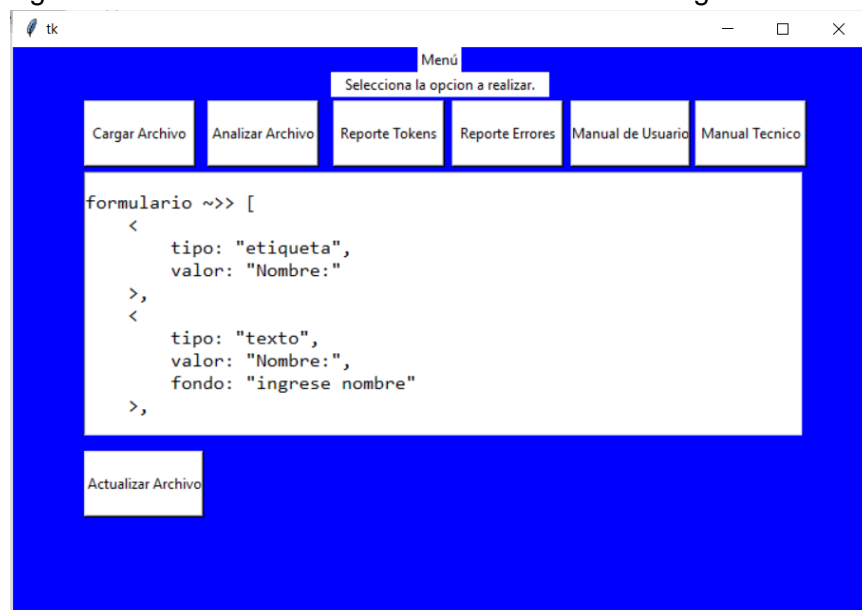 tk
Menú
Selecciona la opcion a realizar.
Cargar Archivo Analizar Archivo Reporte Tokens Reporte Errores Manual de Usuario Manual Tecnico
formulario ~>> [
<
tipo: "etiqueta",
valor: "Nombre:"
>,
<
tipo: "texto",
valor: "Nombre:",
fondo: "ingrese nombre"
>,
Actualizar Archivo